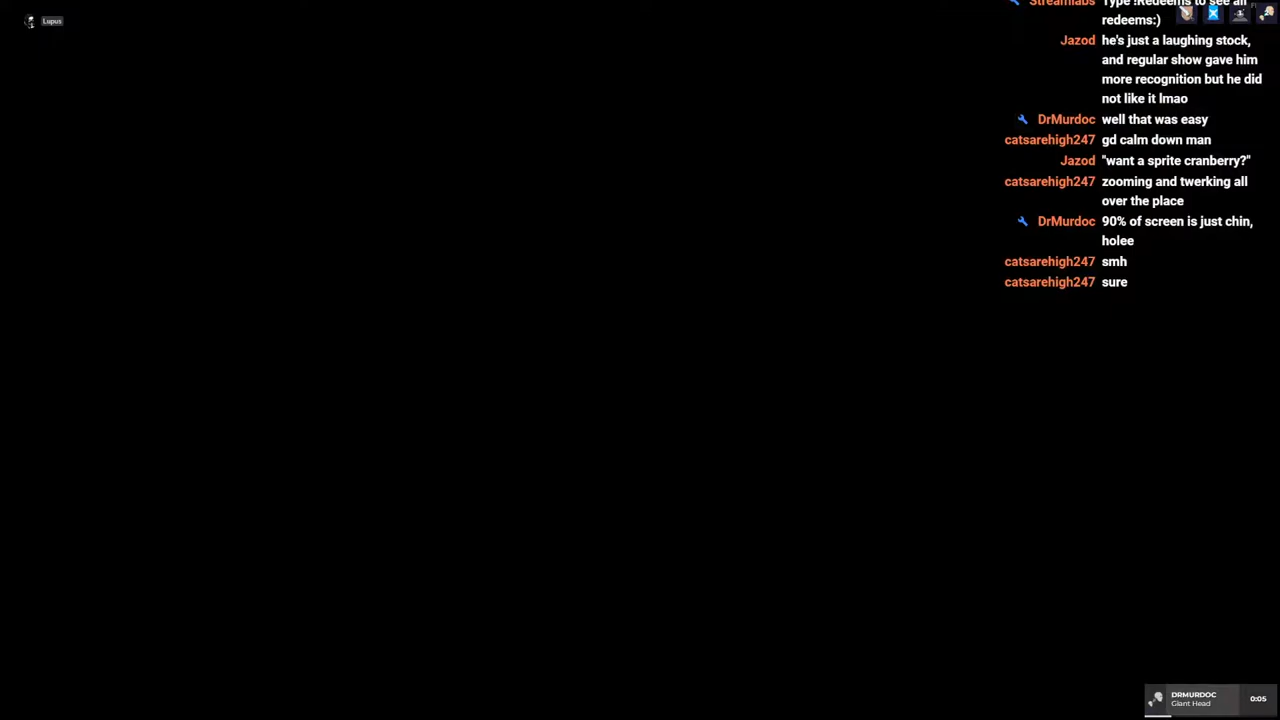 Lupus
Streamlabs Type !Redeems to see all
redeems:)
Jazod he's just a laughing stock,
and regular show gave him
more recognition but he did
not like it lmao
DrMurdoc well that was easy
catsarehigh247 gd calm down man
Jazod "want a sprite cranberry?"
catsarehigh247 zooming and twerking all
over the place
DrMurdoc 90% of screen is just chin,
holee
catsarehigh247 smh
catsarehigh247 sure
DRMURDOC
Giant Head
0:05